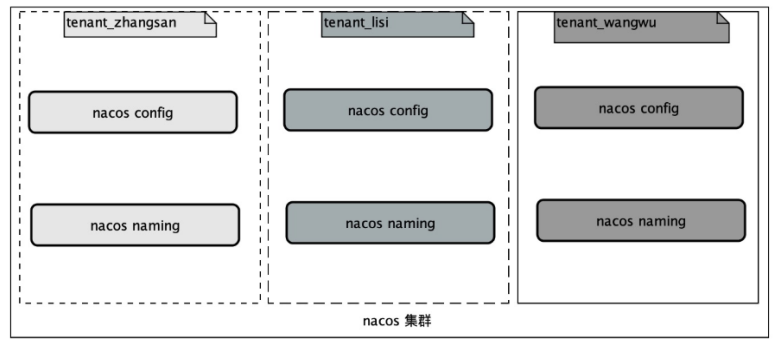 tenant_zhangsan
nacos config
nacos naming
tenant_lisi
nacos config
nacos naming
tenant_wangwu
nacos config
nacos naming
nacos 集群